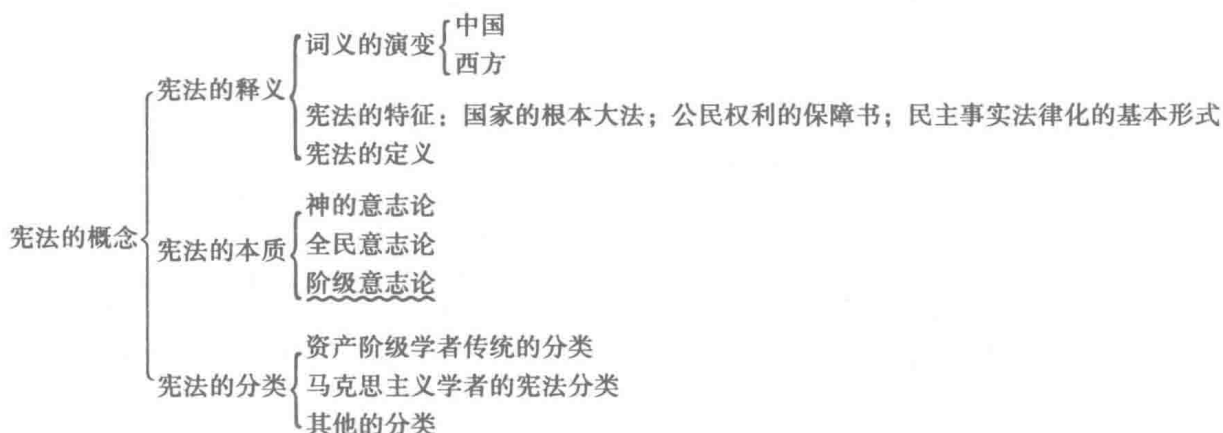 中国
词义的演变
西方
宪法的释义
宪法的特征：国家的根本大法；公民权利的保障书；民主事实法律化的基本形式
宪法的定义
神的意志论
宪法的概念
宪法的本质
全民意志论
阶级意志论
资产阶级学者传统的分类
宪法的分类
马克思主义学者的宪法分类
其他的分类